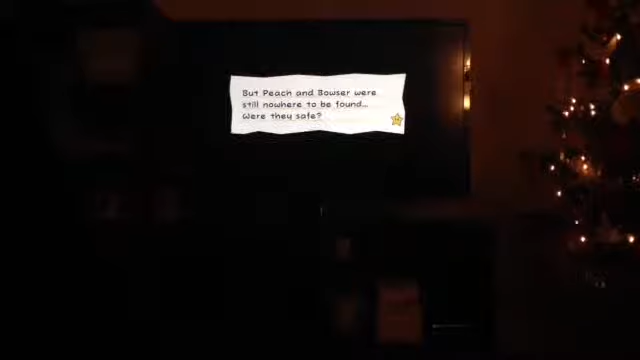 But Peach and Bowser were
still nowhere to be found...
Were they safe?